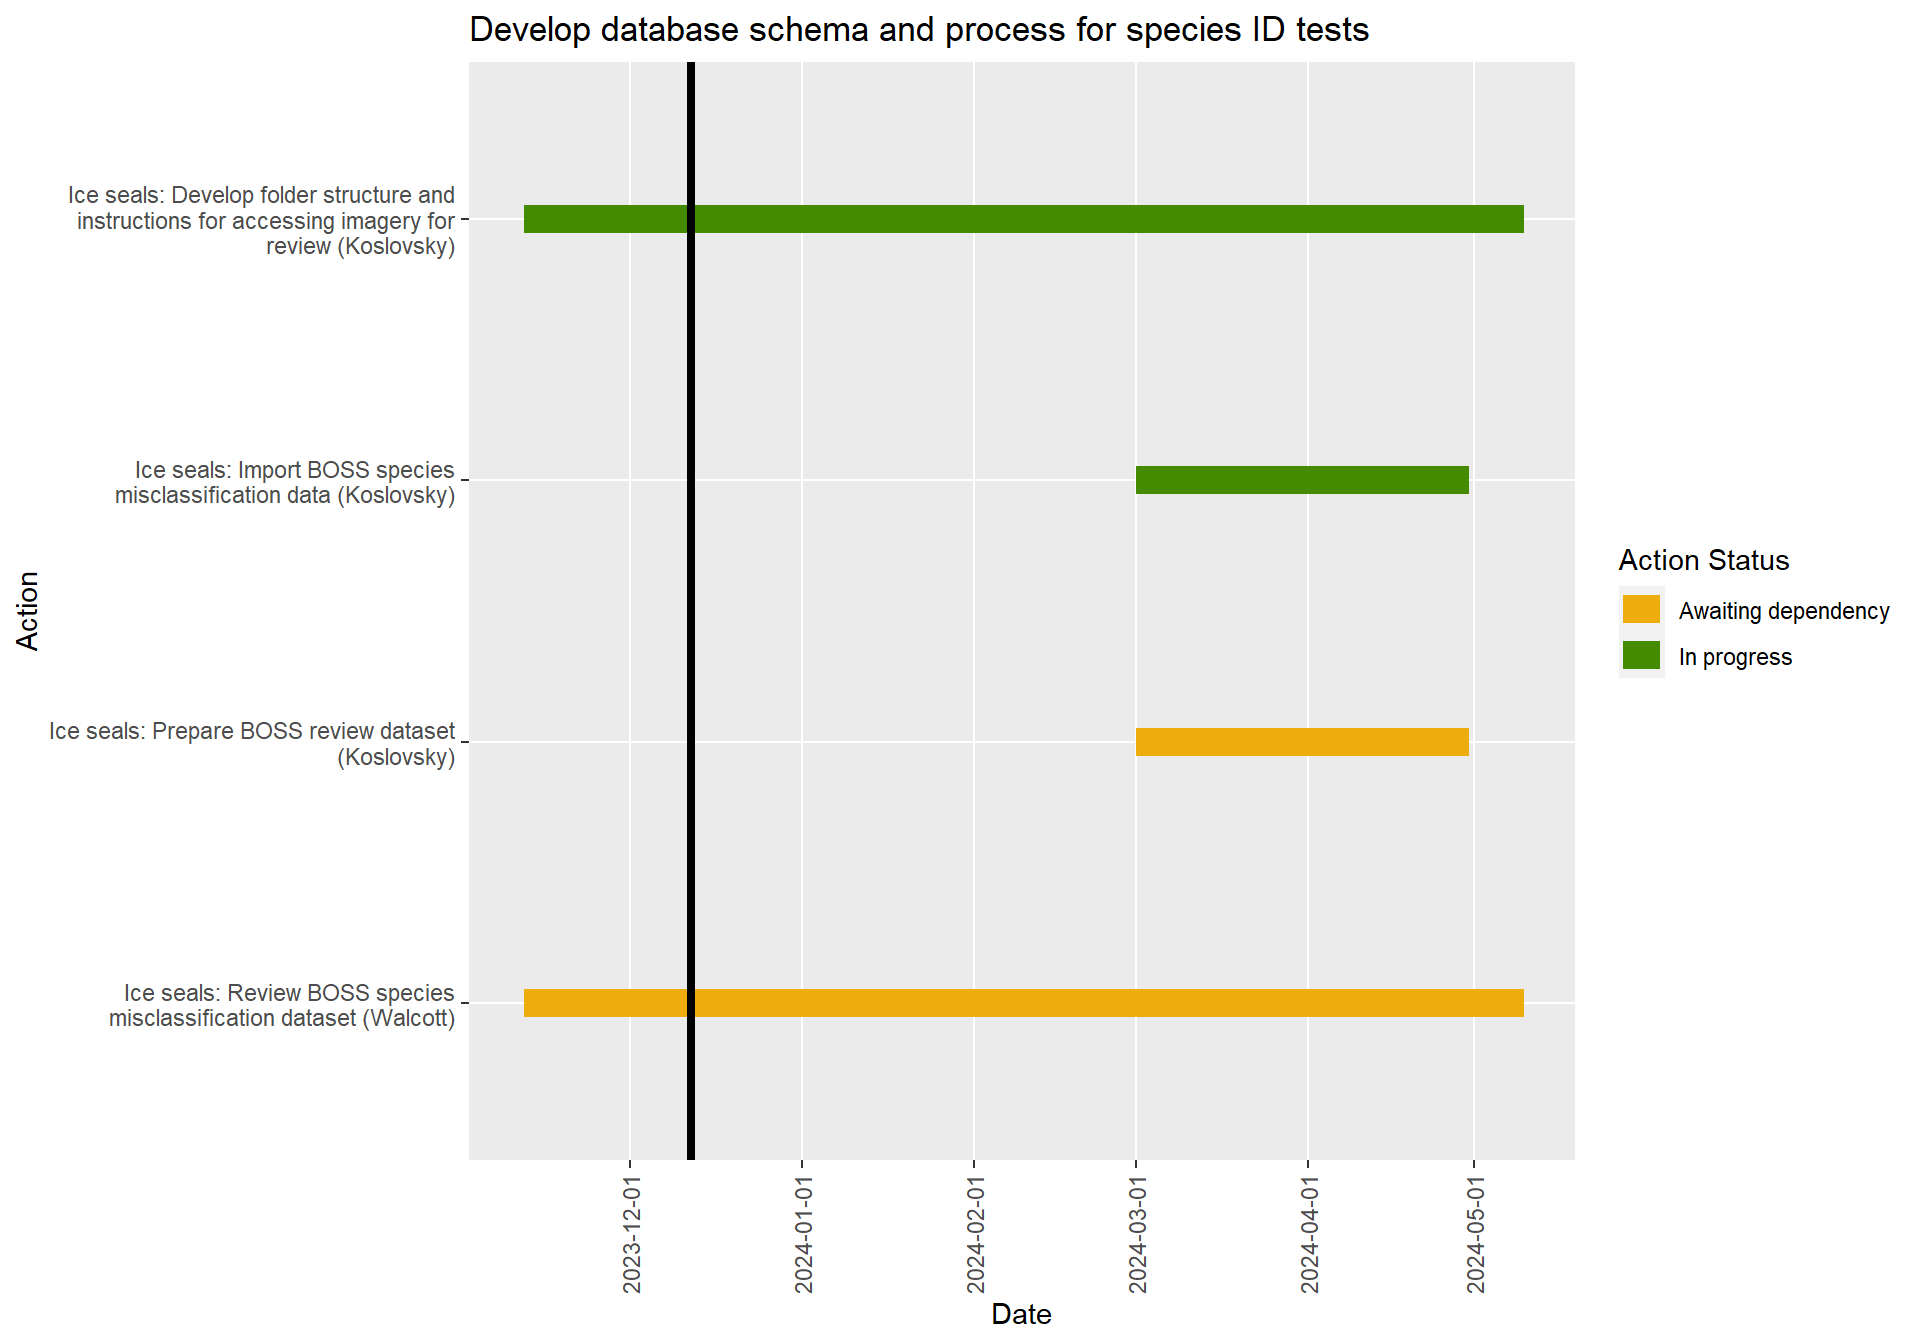 Develop database schema and process for species ID tests
Ice seals: Develop folder structure and
instructions for accessing imagery for
review (Koslovsky)
Ice seals: Import BOSS species
misclassification data (Koslovsky)
Ice seals: Prepare BOSS review dataset
(Koslovsky)
Ice seals: Review BOSS species
misclassification dataset (Walcott)
Action
2023-12-01
2024-01-01
2024-02-01
2024-03-01
2024-04-01
2024-05-01
Date
Action Status
Awaiting dependency
In progress